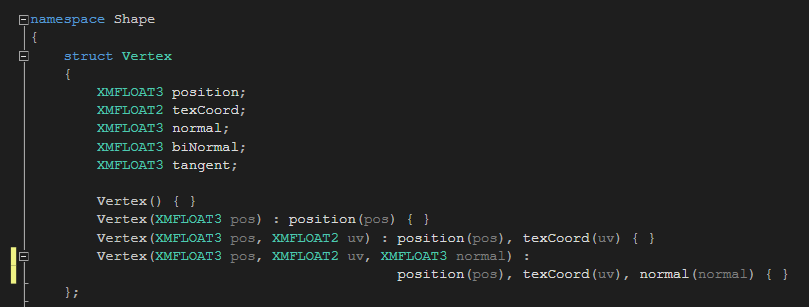 namespace Shape
{
struct Vertex
{
XMFLOAT3 position;
XMFLOAT2 texCoord;
XMFLOAT3 normal;
XMFLOAT3 biNormal;
XMFLOAT3 tangent;
Vertex() { }
Vertex(XMFLOAT3 pos) : position(pos) { }
Vertex(XMFLOAT3 pos, XMFLOAT2 uv) : position(pos), texCoord(uv) { }
Vertex(XMFLOAT3 pos, XMFLOAT2 uv, XMFLOAT3 normal) :
position(pos), texCoord(uv), normal(normal) { }
};